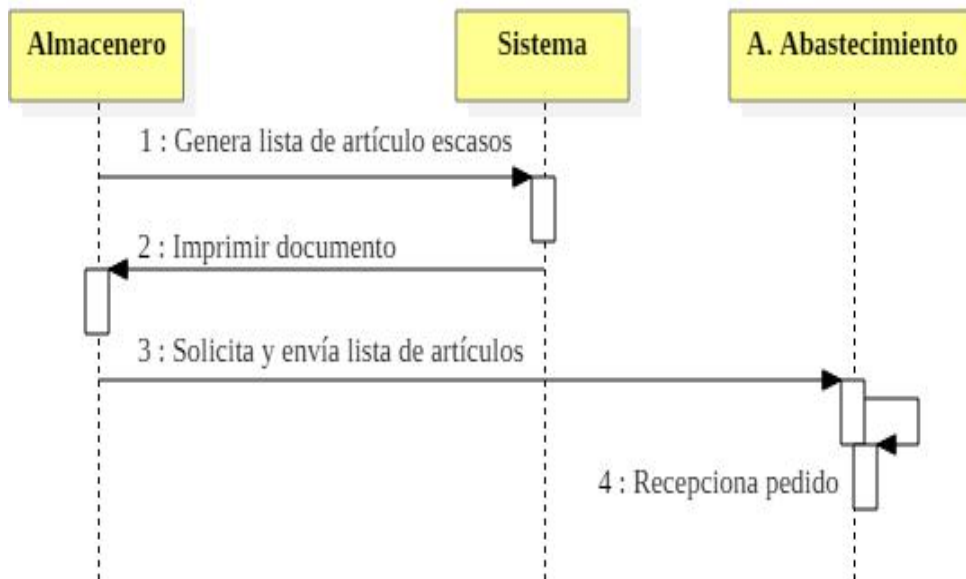 Almacenero
Sistema
A. Abastecimiento
1 : Genera lista de artículo escasos
2 : Imprimir documento
3 : Solicita y envía lista de artículos
4 : Recepciona pedido